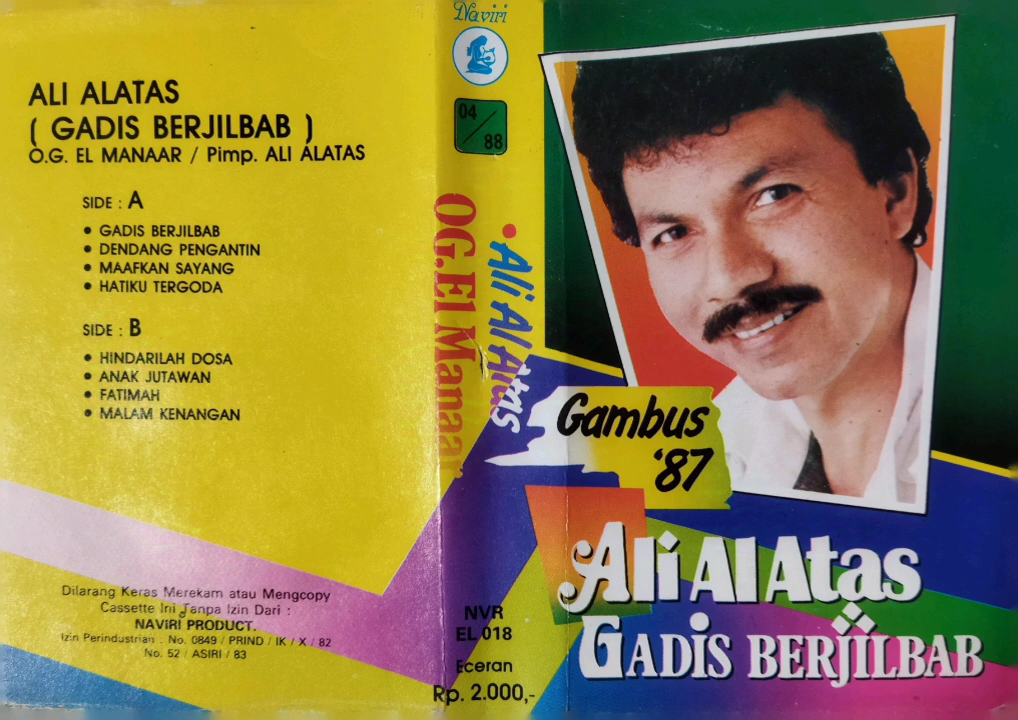 ALI ALATAS
( GADIS BERJILBAB )
O.G. EL MANAAR / Pimp. ALI ALATAS
SIDE : A
• GADIS BERJILBAB
• DENDANG PENGANTIN
• MAAFKAN SAYANG
• HATIKU TERGODA
SIDE : B
• HINDARILAH DOSA
• ANAK JUTAWAN
• FATIMAH
• MALAM KENANGAN
Dilarang Keras Merekam atau Mengcopy
Cassette Ini Tanpa Izin Dari :
NAVIRI PRODUCT.
Izin Perindustrian : No. 0849 / PRIND / IK / X / 82
No. 52 / ASIRI / 83
Naviri
04/88
• Ali Al Atas
OG. El Manaar
NVR
EL 018
Eceran
Rp. 2.000,-
Gambus
'87
Ali Al Atas
GADIS BERJILBAB